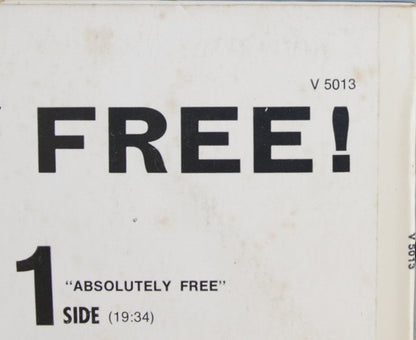 V 5013
FREE!
1 "ABSOLUTELY FREE"
SIDE (19:34)
V 5013